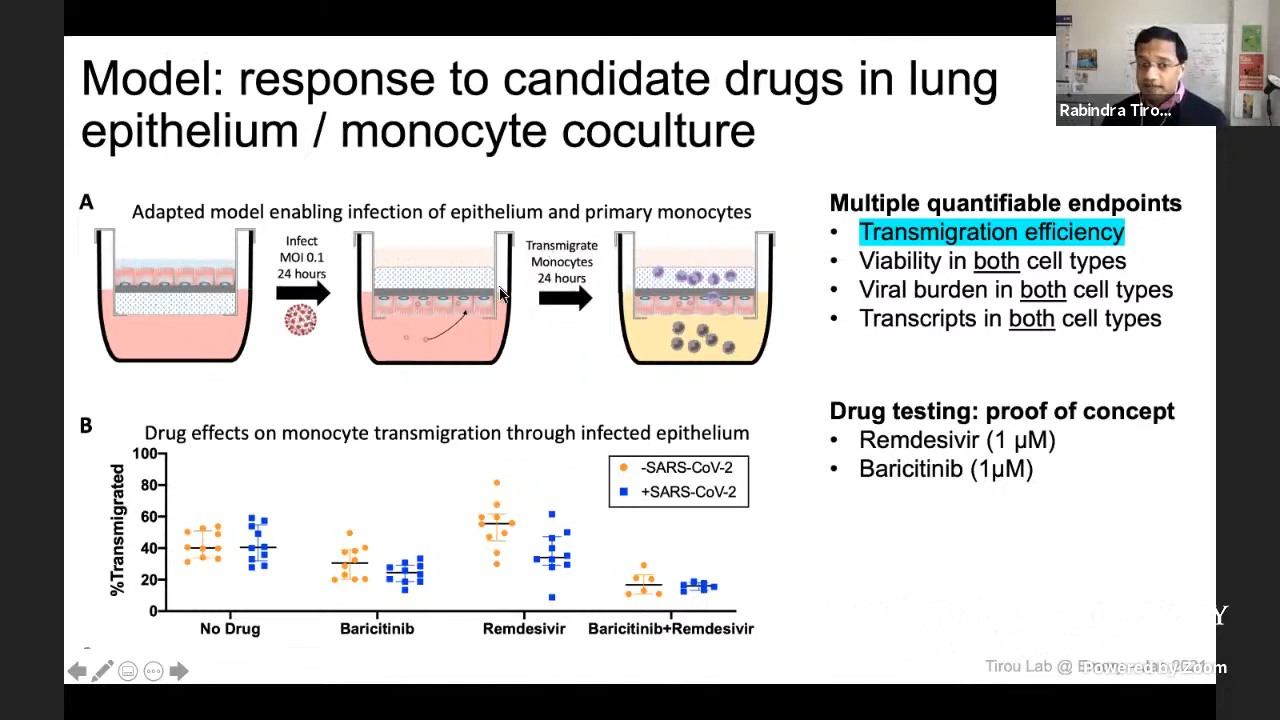 Model: response to candidate drugs in lung
epithelium / monocyte coculture
Rabindra Tiro...
A
Adapted model enabling infection of epithelium and primary monocytes
Infect
MOI 0.1
24 hours
Transmigrate
Monocytes
24 hours
Multiple quantifiable endpoints
• Transmigration efficiency
• Viability in both cell types
• Viral burden in both cell types
• Transcripts in both cell types
B
Drug effects on monocyte transmigration through infected epithelium
%Transmigrated
100
80
60
40
20
0
-SARS-CoV-2
+SARS-CoV-2
No Drug
Baricitinib
Remdesivir
Baricitinib+Remdesivir
Drug testing: proof of concept
• Remdesivir (1 µM)
• Baricitinib (1µM)
Y
Tirou Lab @
Powered by Zoom